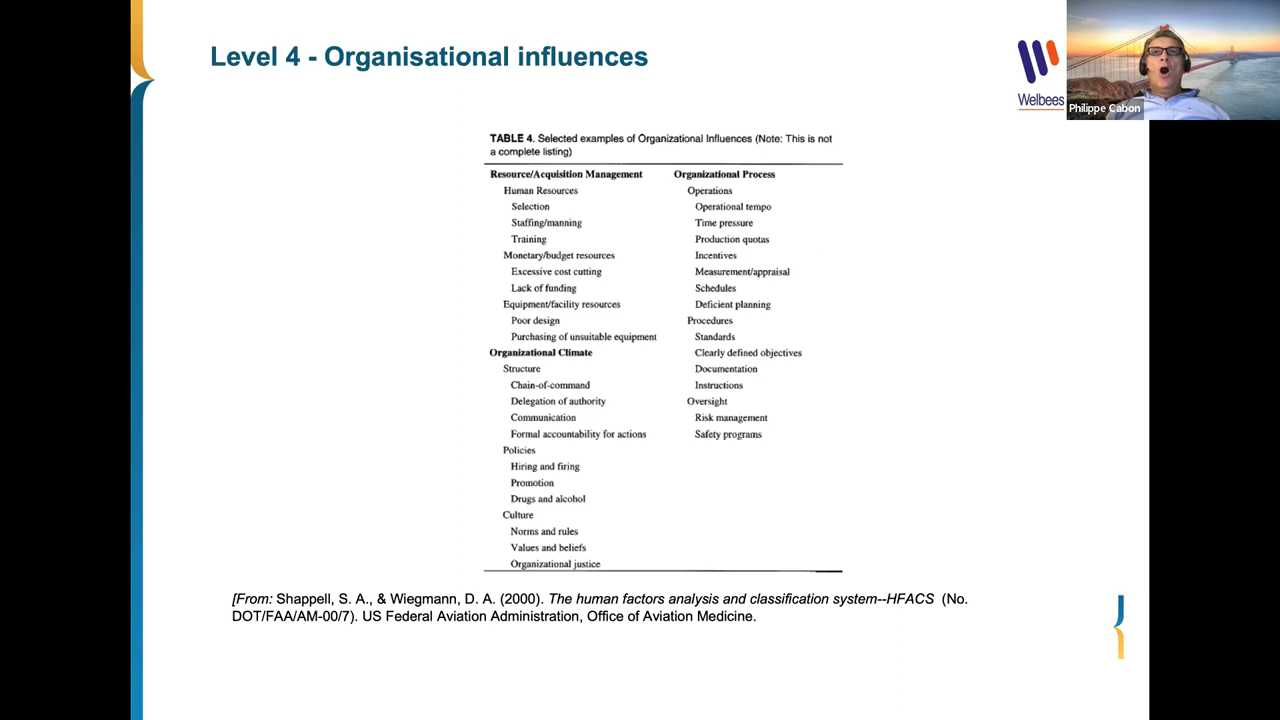 Level 4 - Organisational influences
Welbees
Philippe Cabon
TABLE 4. Selected examples of Organizational Influences (Note: This is not
a complete listing)
Resource/Acquisition Management
Human Resources
Selection
Staffing/manning
Training
Monetary/budget resources
Excessive cost cutting
Lack of funding
Equipment/facility resources
Poor design
Purchasing of unsuitable equipment
Organizational Climate
Structure
Chain-of-command
Delegation of authority
Communication
Formal accountability for actions
Policies
Hiring and firing
Promotion
Drugs and alcohol
Culture
Norms and rules
Values and beliefs
Organizational justice
Organizational Process
Operations
Operational tempo
Time pressure
Production quotas
Incentives
Measurement/appraisal
Schedules
Deficient planning
Procedures
Standards
Clearly defined objectives
Documentation
Instructions
Oversight
Risk management
Safety programs
[From: Shappell, S. A., & Wiegmann, D. A. (2000). The human factors analysis and classification system--HFACS (No.
DOT/FAA/AM-00/7). US Federal Aviation Administration, Office of Aviation Medicine.